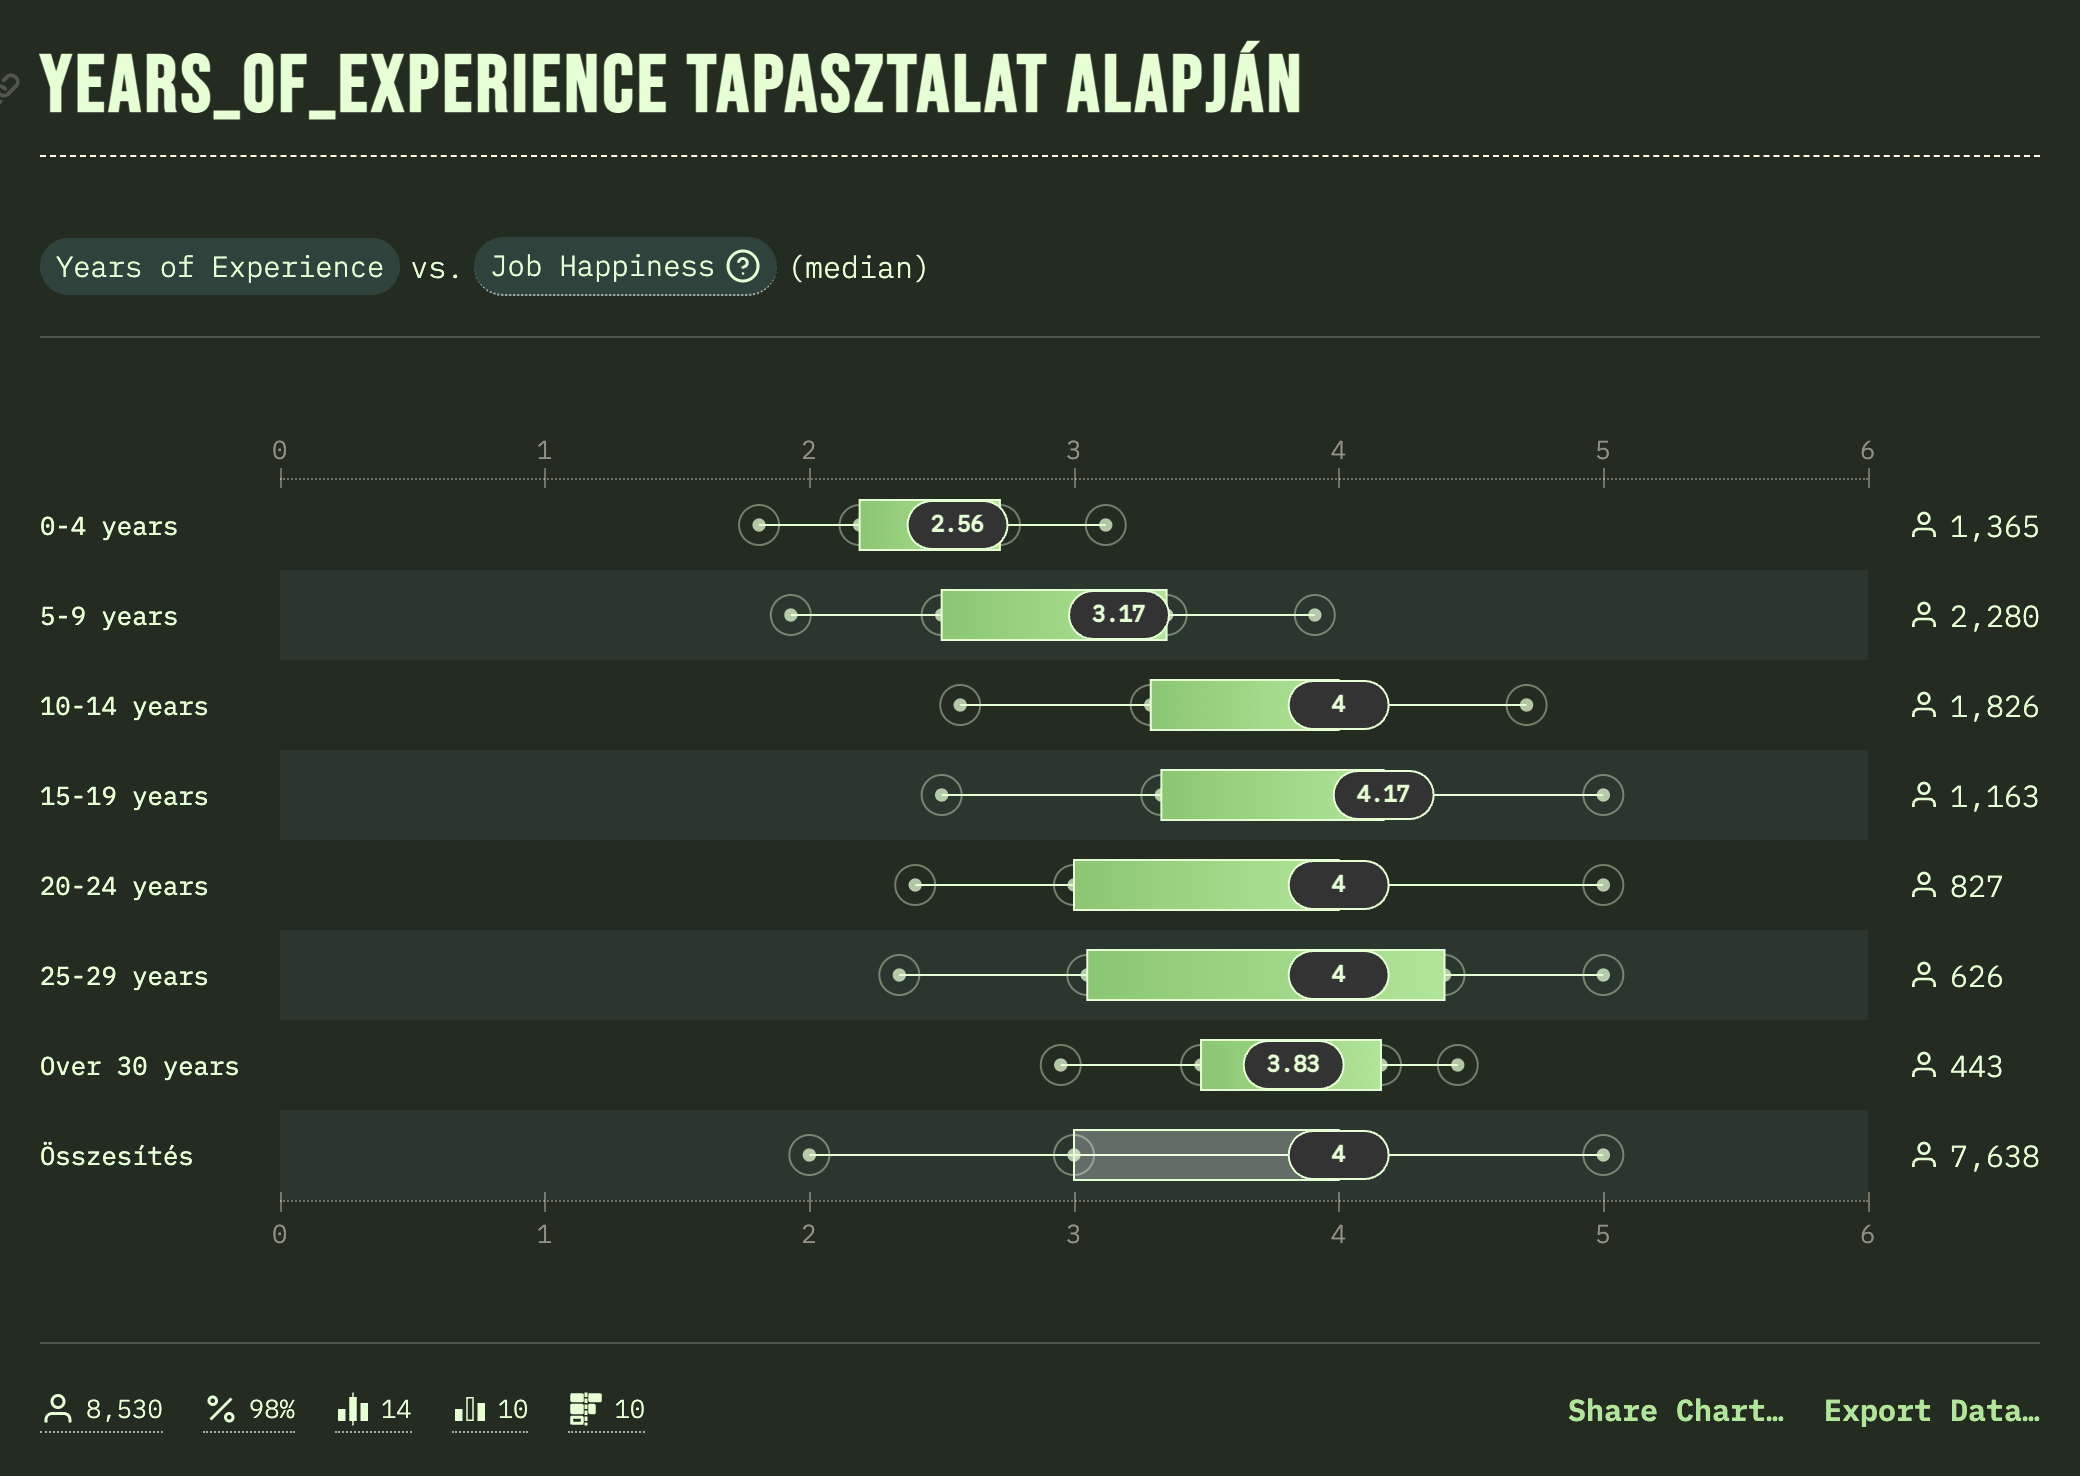 YEARS_OF_EXPERIENCE TAPASZTALAT ALAPJÁN
Years of Experience vs. Job Happiness ? (median)
0 1 2 3 4 5 6
0-4 years 2.56 1,365
5-9 years 3.17 2,280
10-14 years 4 1,826
15-19 years 4.17 1,163
20-24 years 4 827
25-29 years 4 626
Over 30 years 3.83 443
Összesítés 4 7,638
0 1 2 3 4 5 6
8,530 98% 14 10 10 Share Chart… Export Data…